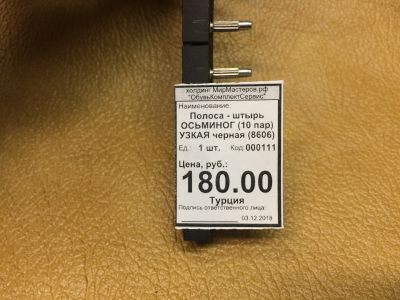 холдинг МирМастеров.рф
"ОбувьКомплектСервис"
Наименование:
Полоса - штырь
ОСЬМИНОГ (10 пар)
УЗКАЯ черная (8606)
Ед.: 1 шт. Код: 000111
Цена, руб.:
180.00
Турция
Подпись ответственного лица:
03.12.2018